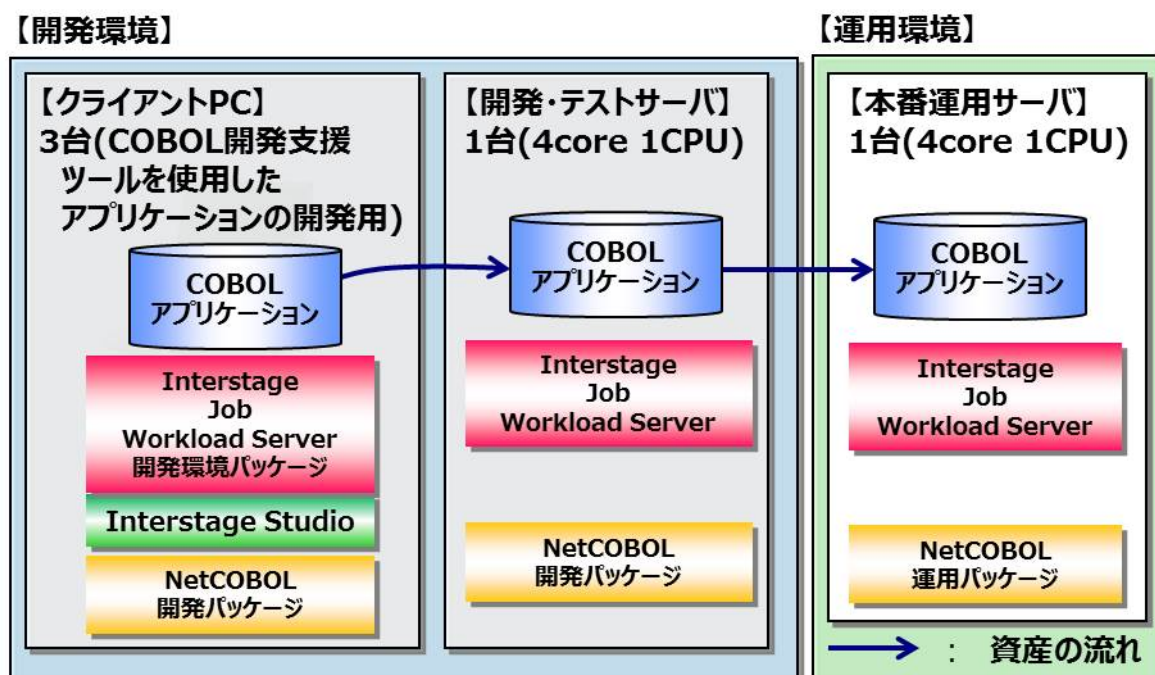 【開発環境】
【クライアントPC】
3台(COBOL開発支援
ツールを使用した
アプリケーションの開発用)
COBOL
アプリケーション
Interstage
Job
Workload Server
開発環境パッケージ
Interstage Studio
NetCOBOL
開発パッケージ
【開発・テストサーバ】
1台(4core 1CPU)
COBOL
アプリケーション
Interstage
Job
Workload Server
NetCOBOL
開発パッケージ
【運用環境】
【本番運用サーバ】
1台(4core 1CPU)
COBOL
アプリケーション
Interstage
Job
Workload Server
NetCOBOL
運用パッケージ
： 資産の流れ